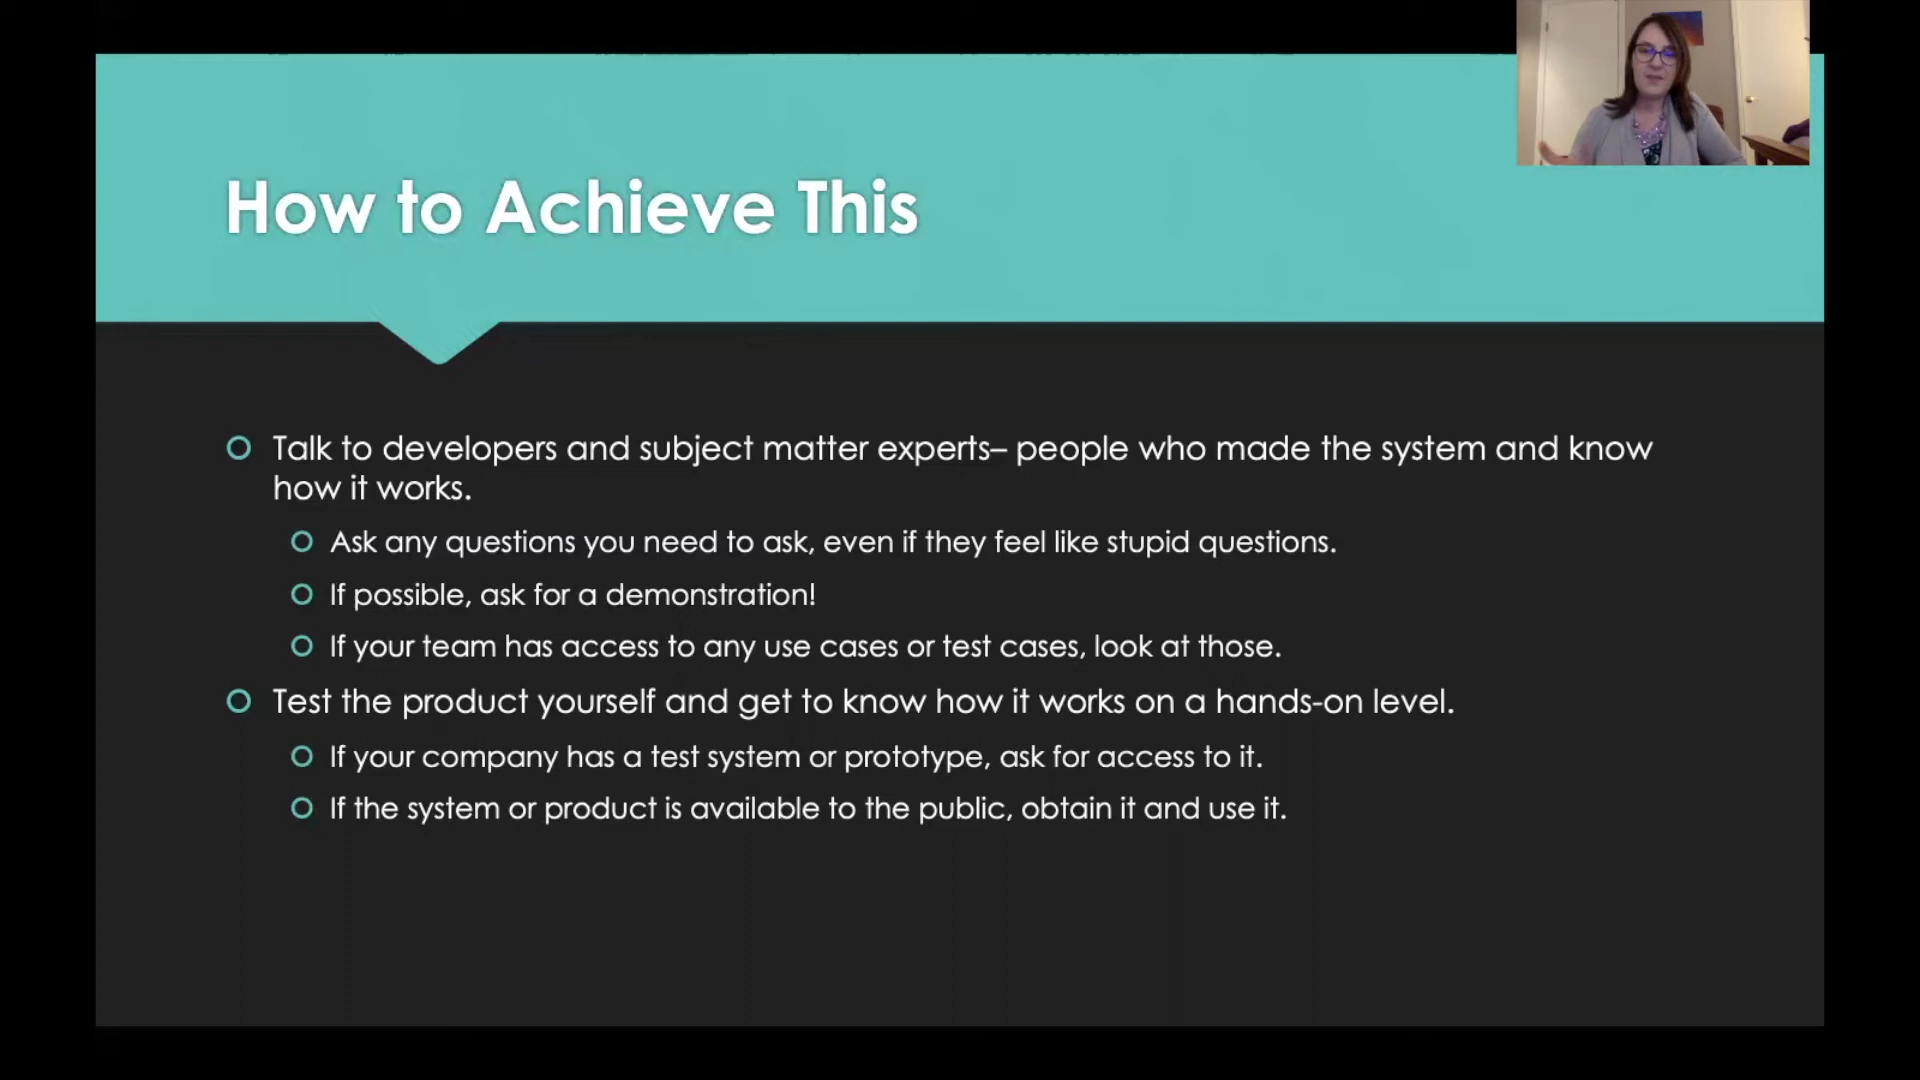 How to Achieve This
Talk to developers and subject matter experts– people who made the system and know
how it works.
Ask any questions you need to ask, even if they feel like stupid questions.
If possible, ask for a demonstration!
If your team has access to any use cases or test cases, look at those.
Test the product yourself and get to know how it works on a hands-on level.
If your company has a test system or prototype, ask for access to it.
If the system or product is available to the public, obtain it and use it.